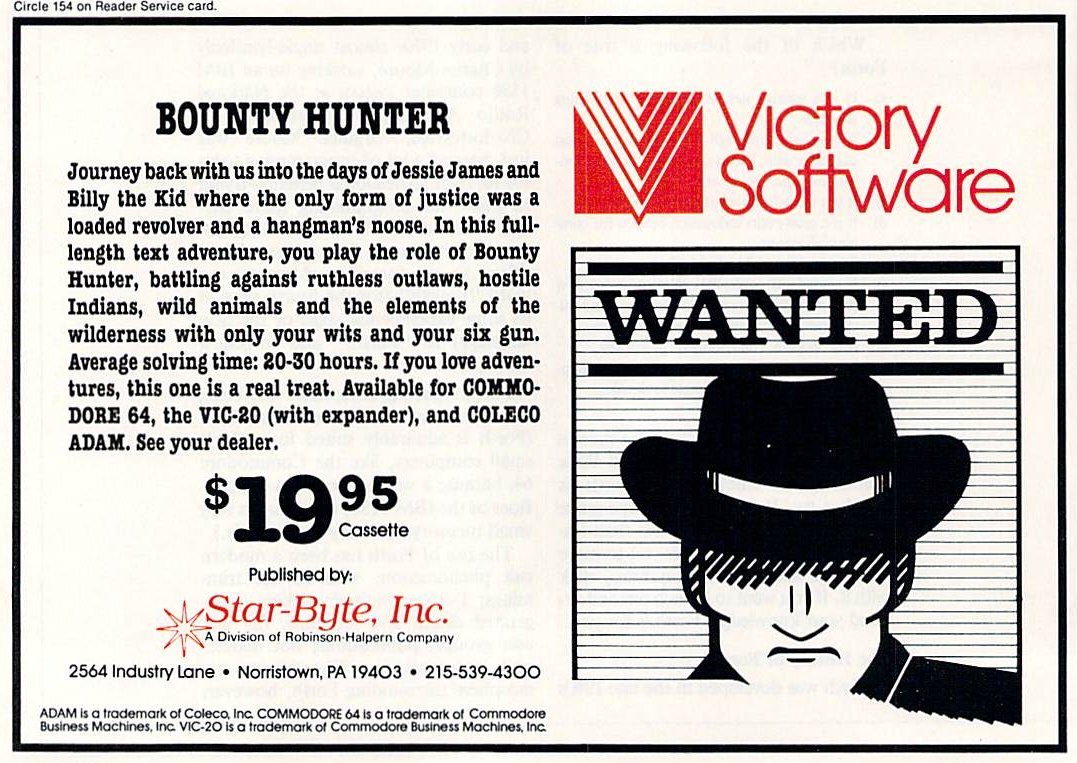 Circle 154 on Reader Service card.
BOUNTY HUNTER
Journey back with us into the days of Jessie James and
Billy the Kid where the only form of justice was a
loaded revolver and a hangman's noose. In this full-
length text adventure, you play the role of Bounty
Hunter, battling against ruthless outlaws, hostile
Indians, wild animals and the elements of the
wilderness with only your wits and your six gun.
Average solving time: 20-30 hours. If you love adven-
tures, this one is a real treat. Available for COMMO-
DORE 64, the VIC-20 (with expander), and COLECO
ADAM. See your dealer.
$19 95
Cassette
Published by:
Star-Byte, Inc.
A Division of Robinson-Halpern Company
2564 Industry Lane • Norristown, PA 19403 • 215-539-4300
ADAM is a trademark of Coleco, Inc. COMMODORE 64 is a trademark of Commodore
Business Machines, Inc. VIC-20 is a trademark of Commodore Business Machines, Inc.
Victory
Software
WANTED